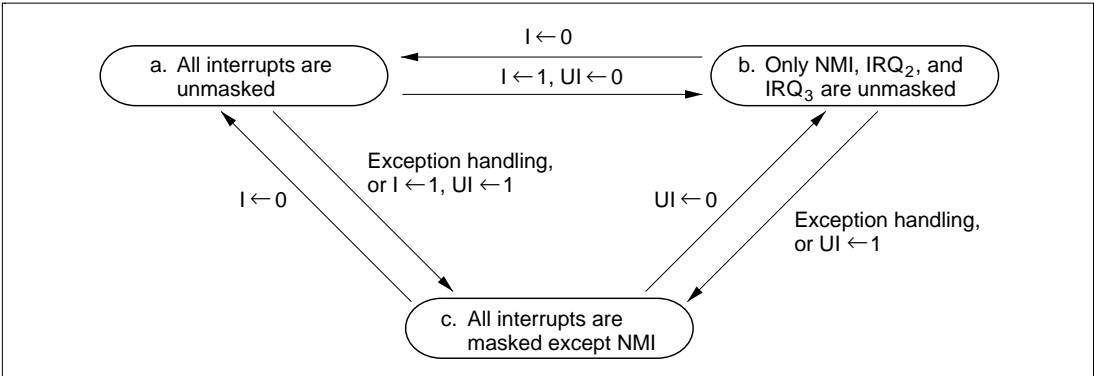 I ← 0
a. All interrupts are
unmasked
I ← 1, UI ← 0
b. Only NMI, IRQ2, and
IRQ3 are unmasked
Exception handling,
or I ← 1, UI ← 1
I ← 0
UI ← 0
Exception handling,
or UI ← 1
c. All interrupts are
masked except NMI